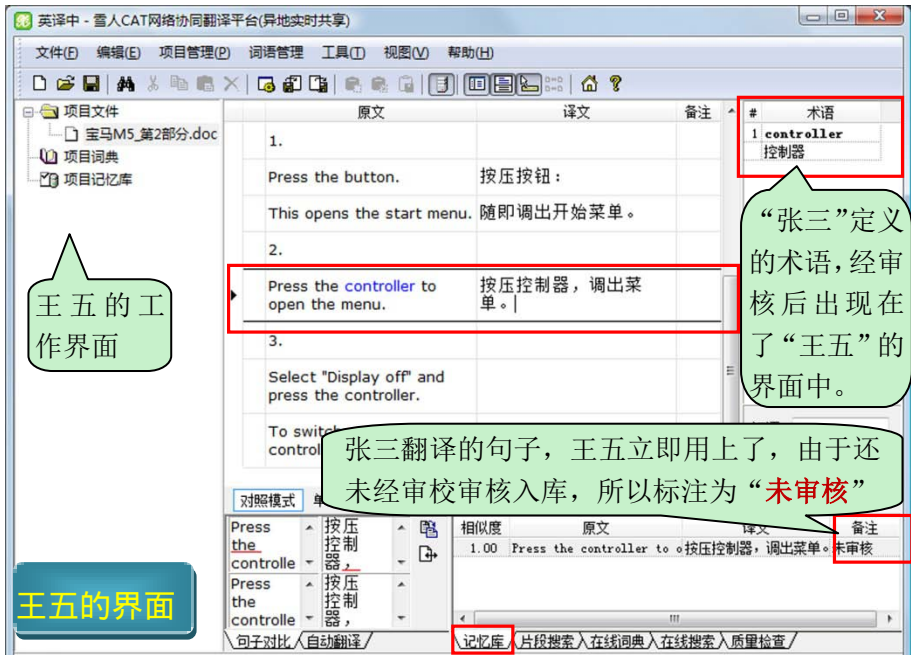 英译中 - 雪人CAT网络协同翻译平台(异地实时共享)
文件(F) 编辑(E) 项目管理(P) 词语管理 工具(T) 视图(V) 帮助(H)
项目文件
宝马M5_第2部分.doc
项目词典
项目记忆库
原文 译文 备注
1.
Press the button. 按压按钮：
This opens the start menu. 随即调出开始菜单。
2.
Press the controller to 按压控制器，调出菜
open the menu. 单。
3.
Select "Display off" and
press the controller.
To switch
control
# 术语
1 controller
控制器
“张三”定义
的术语，经审
核后出现在
了“王五”的
界面中。
王五的工
作界面
张三翻译的句子，王五立即用上了，由于还
未经审校审核入库，所以标注为“未审核”
对照模式
Press
the
controlle
按压
控制
器，
Press
the
controlle
按压
控制
器，
句子对比 自动翻译
相似度 原文 译文 备注
1.00 Press the controller to o 按压控制器，调出菜单。 未审核
记忆库 片段搜索 在线词典 在线搜索 质量检查
王五的界面